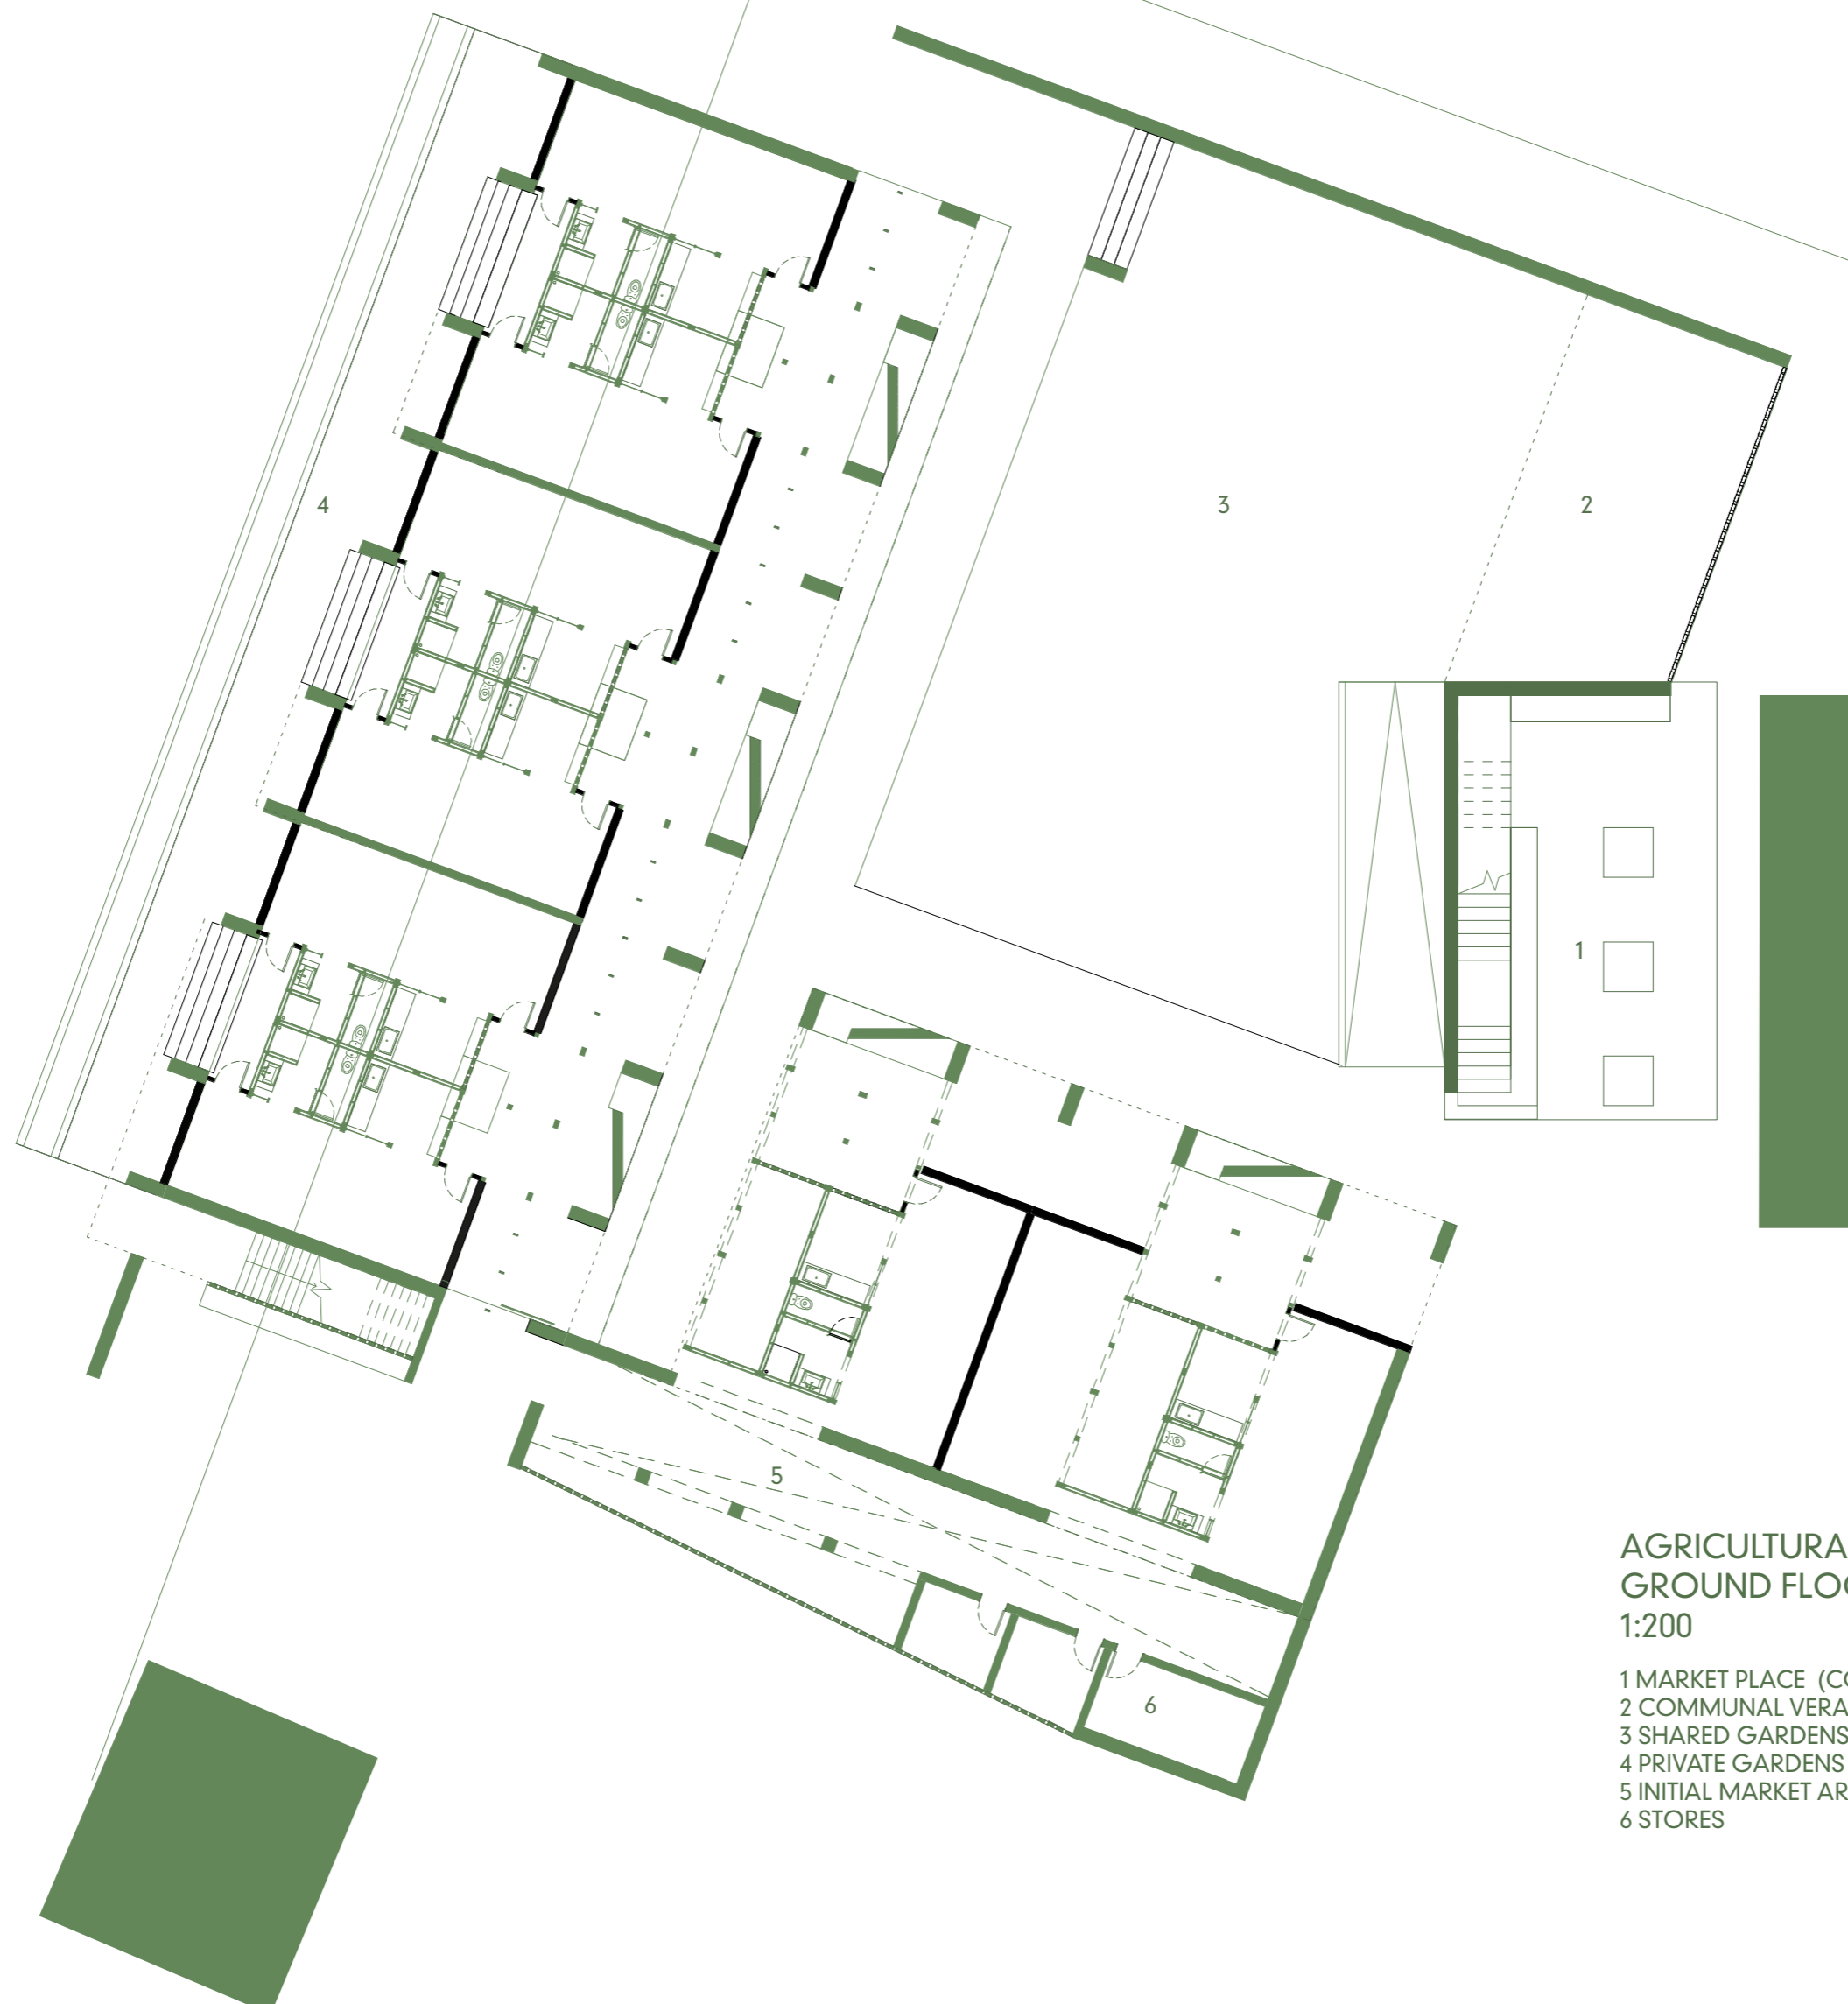 4
3
2
1
5
6
AGRICULTURA
GROUND FLO
1:200
1 MARKET PLACE (CO
2 COMMUNAL VERA
3 SHARED GARDENS
4 PRIVATE GARDENS
5 INITIAL MARKET AR
6 STORES